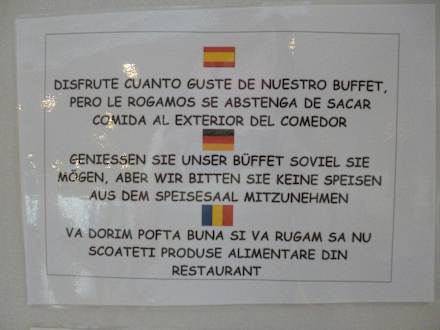 DISFRUTE CUANTO GUSTE DE NUESTRO BUFFET,
PERO LE ROGAMOS SE ABSTENGA DE SACAR
COMIDA AL EXTERIOR DEL COMEDOR
GENIESSEN SIE UNSER BÜFFET SOVIEL SIE
MÖGEN, ABER WIR BITTEN SIE KEINE SPEISEN
AUS DEM SPEISESAAL MITZUNEHMEN
VA DORIM POFTA BUNA SI VA RUGAM SA NU
SCOATETI PRODUSE ALIMENTARE DIN
RESTAURANT